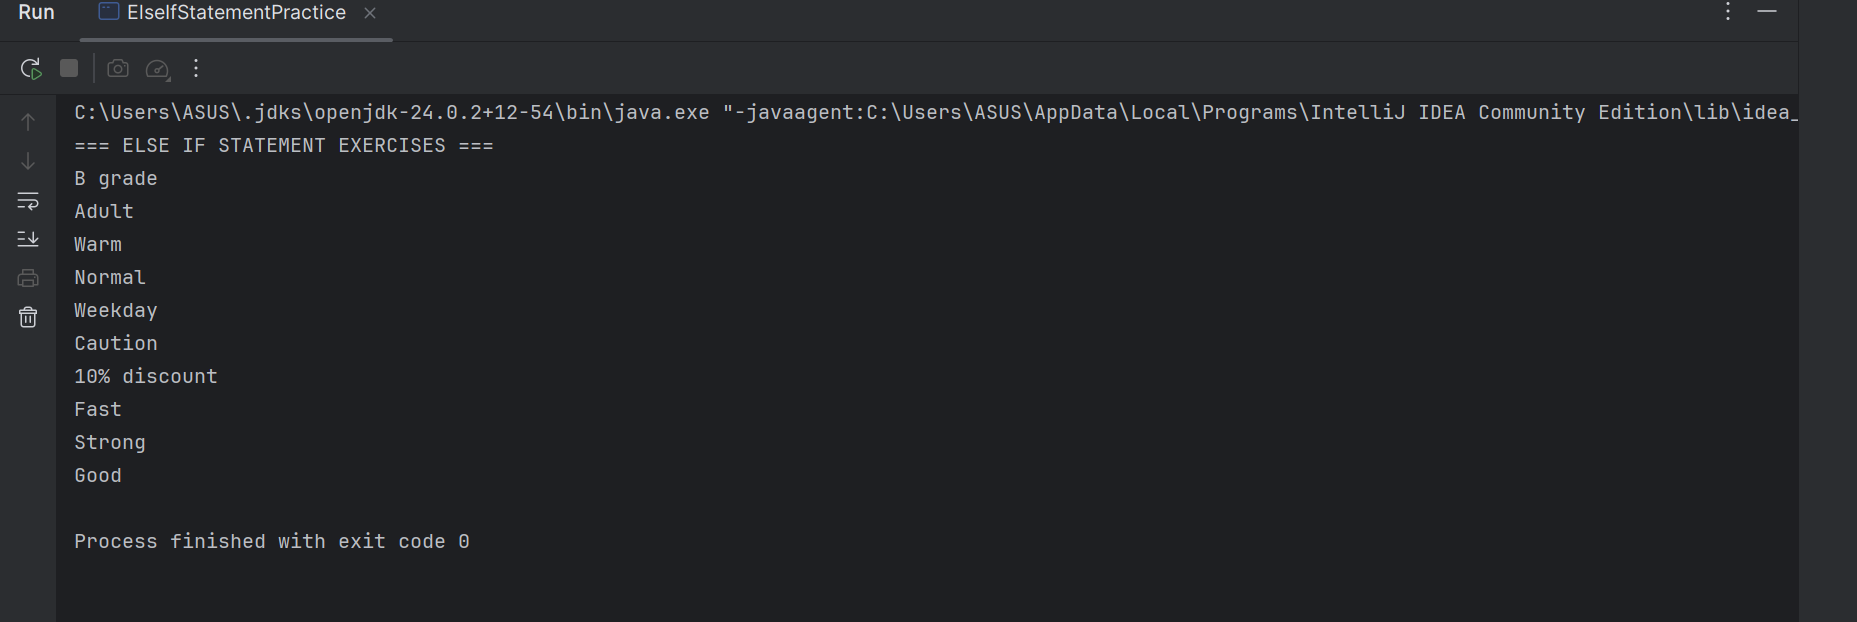 Run ElseIfStatementPractice
C:\Users\ASUS\.jdks\openjdk-24.0.2+12-54\bin\java.exe "-javaagent:C:\Users\ASUS\AppData\Local\Programs\IntelliJ IDEA Community Edition\lib\idea_
=== ELSE IF STATEMENT EXERCISES ===
B grade
Adult
Warm
Normal
Weekday
Caution
10% discount
Fast
Strong
Good
Process finished with exit code 0